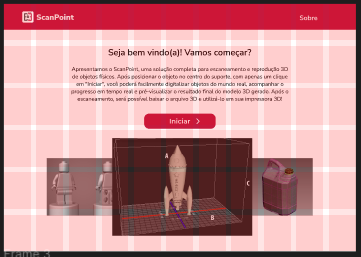 ScanPoint
Sobre
Seja bem vindo(a)! Vamos começar?
Apresentamos o ScanPoint, uma solução completa para escaneamento e reprodução 3D
de objetos físicos. Após posicionar o objeto no centro do suporte, com apenas um clique
em "Iniciar", você poderá facilmente digitalizar objetos do mundo real, acompanhar o
progresso em tempo real e pré-visualizar o resultado final do modelo 3D gerado. Após o
escaneamento, será possível baixar o arquivo 3D e utilizá-lo em sua impressora 3D!
Iniciar
A
C
B
Frame 3